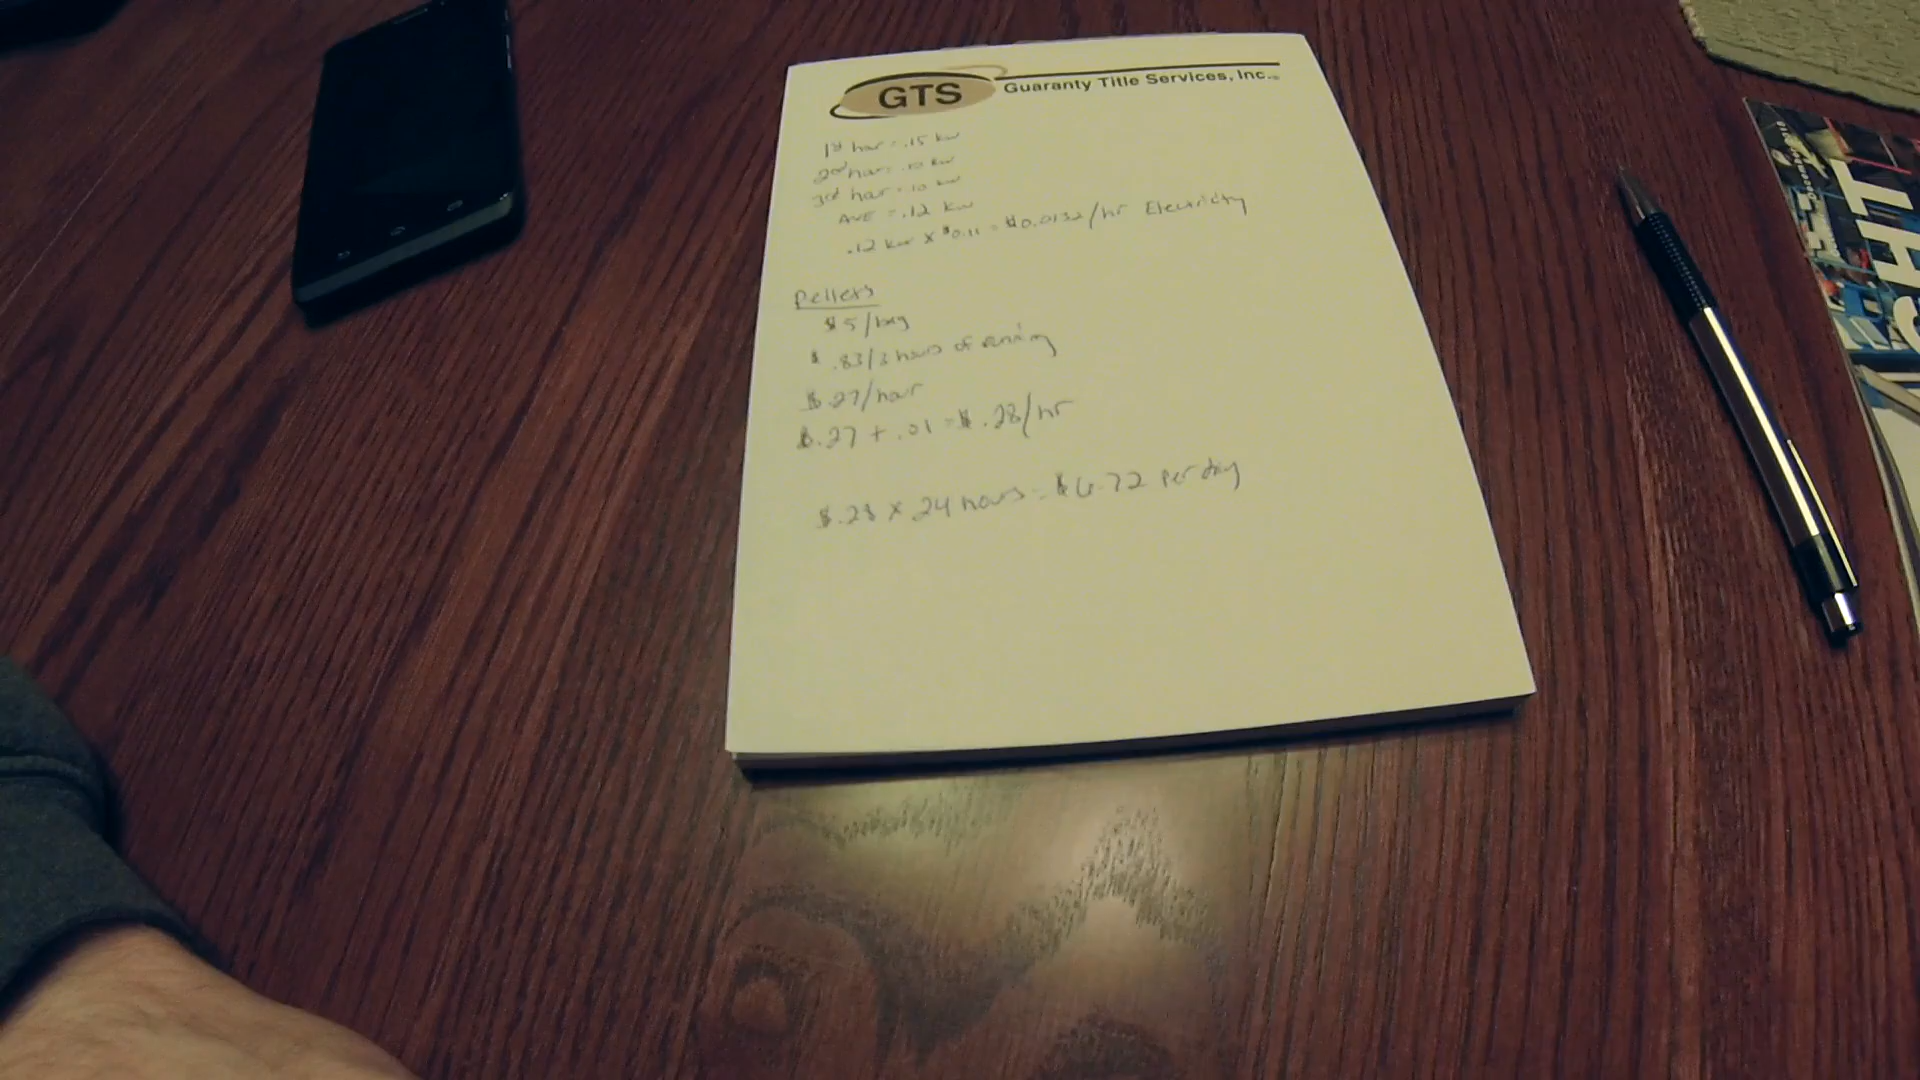 GTS Guaranty Title Services, Inc.
1st hour = .15 kw
2nd hour = .10 kw
3rd hour = .10 kw
AVE = .12 kw
.12 kw x $0.11 = $0.0132/hr Electricity
Pellets
$5/bag
$.83/3 hours of running
$.27/hour
$.27 + .01 = $.28/hr
$.28 x 24 hours = $6.72 per day
December 2016